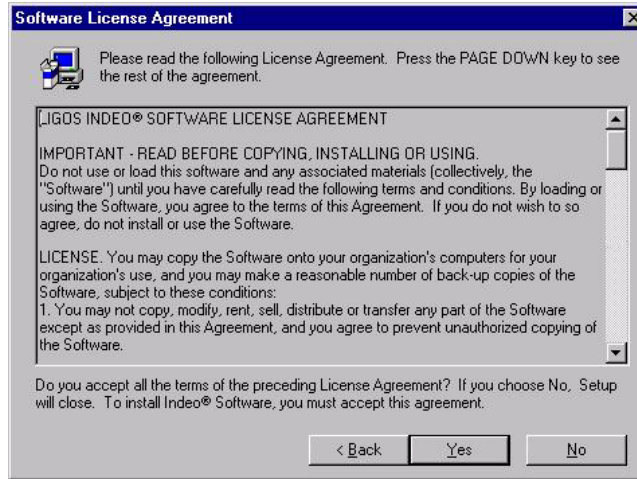 Software License Agreement
Please read the following License Agreement. Press the PAGE DOWN key to see
the rest of the agreement.
LIGOS INDEO® SOFTWARE LICENSE AGREEMENT
IMPORTANT - READ BEFORE COPYING, INSTALLING OR USING.
Do not use or load this software and any associated materials (collectively, the
"Software") until you have carefully read the following terms and conditions. By loading or
using the Software, you agree to the terms of this Agreement. If you do not wish to so
agree, do not install or use the Software.
LICENSE. You may copy the Software onto your organization's computers for your
organization's use, and you may make a reasonable number of back-up copies of the
Software, subject to these conditions:
1. You may not copy, modify, rent, sell, distribute or transfer any part of the Software
except as provided in this Agreement, and you agree to prevent unauthorized copying of
the Software.
Do you accept all the terms of the preceding License Agreement? If you choose No, Setup
will close. To install Indeo® Software, you must accept this agreement.
< Back Yes No